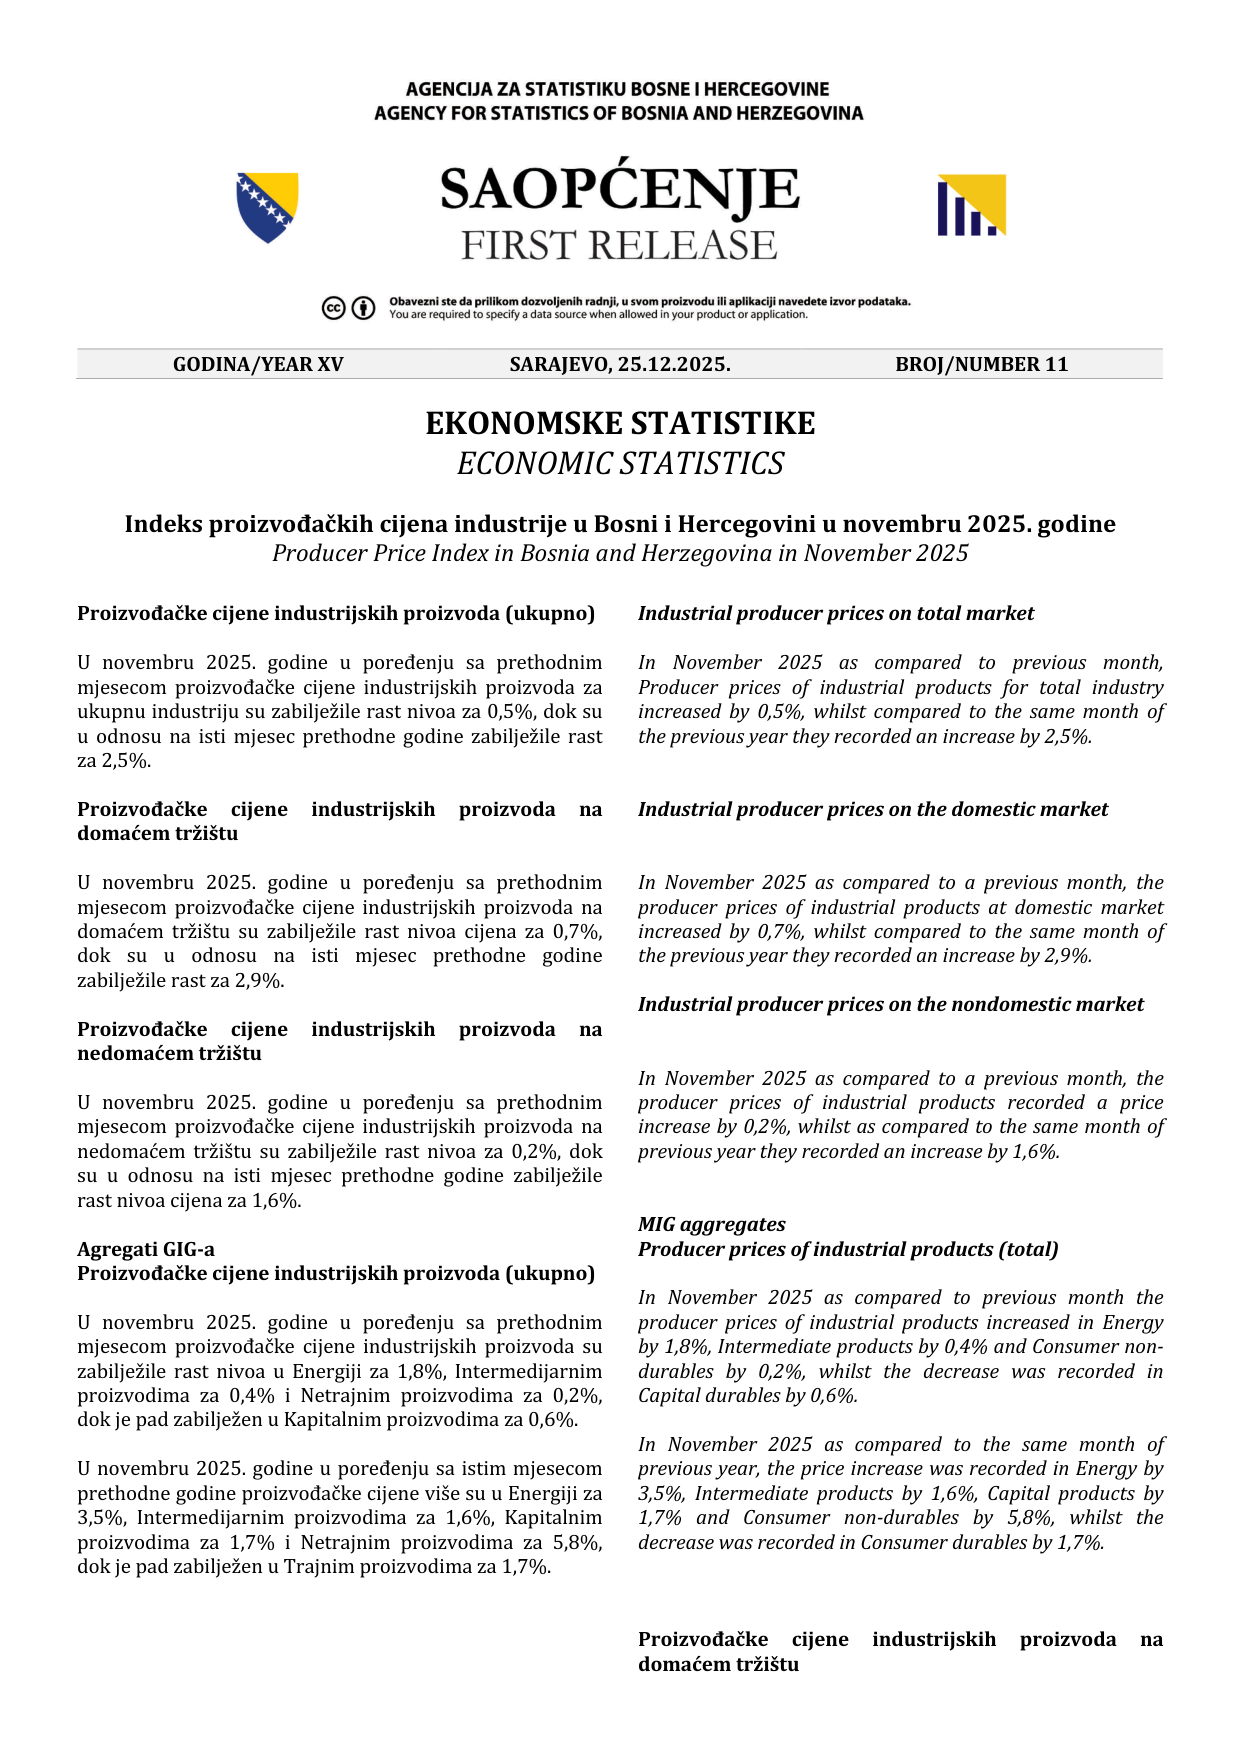 AGENCIJA ZA STATISTIKU BOSNE I HERCEGOVINE
AGENCY FOR STATISTICS OF BOSNIA AND HERZEGOVINA
SAOPĆENJE
FIRST RELEASE
cc
Obavezni ste da prilikom dozvoljenih radnji, u svom proizvodu ili aplikaciji navedete izvor podataka.
You are required to specify a data source when allowed in your product or application.
GODINA/YEAR XV SARAJEVO, 25.12.2025. BROJ/NUMBER 11
EKONOMSKE STATISTIKE
ECONOMIC STATISTICS
Indeks proizvođačkih cijena industrije u Bosni i Hercegovini u novembru 2025. godine
Producer Price Index in Bosnia and Herzegovina in November 2025
Proizvođačke cijene industrijskih proizvoda (ukupno)
U novembru 2025. godine u poređenju sa prethodnim
mjesecom proizvođačke cijene industrijskih proizvoda za
ukupnu industriju su zabilježile rast nivoa za 0,5%, dok su
u odnosu na isti mjesec prethodne godine zabilježile rast
za 2,5%.
Proizvođačke cijene industrijskih proizvoda na
domaćem tržištu
U novembru 2025. godine u poređenju sa prethodnim
mjesecom proizvođačke cijene industrijskih proizvoda na
domaćem tržištu su zabilježile rast nivoa cijena za 0,7%,
dok su u odnosu na isti mjesec prethodne godine
zabilježile rast za 2,9%.
Proizvođačke cijene industrijskih proizvoda na
nedomaćem tržištu
U novembru 2025. godine u poređenju sa prethodnim
mjesecom proizvođačke cijene industrijskih proizvoda na
nedomaćem tržištu su zabilježile rast nivoa za 0,2%, dok
su u odnosu na isti mjesec prethodne godine zabilježile
rast nivoa cijena za 1,6%.
Agregati GIG-a
Proizvođačke cijene industrijskih proizvoda (ukupno)
U novembru 2025. godine u poređenju sa prethodnim
mjesecom proizvođačke cijene industrijskih proizvoda su
zabilježile rast nivoa u Energiji za 1,8%, Intermedijarnim
proizvodima za 0,4% i Netrajnim proizvodima za 0,2%,
dok je pad zabilježen u Kapitalnim proizvodima za 0,6%.
U novembru 2025. godine u poređenju sa istim mjesecom
prethodne godine proizvođačke cijene više su u Energiji za
3,5%, Intermedijarnim proizvodima za 1,6%, Kapitalnim
proizvodima za 1,7% i Netrajnim proizvodima za 5,8%,
dok je pad zabilježen u Trajnim proizvodima za 1,7%.
Industrial producer prices on total market
In November 2025 as compared to previous month,
Producer prices of industrial products for total industry
increased by 0,5%, whilst compared to the same month of
the previous year they recorded an increase by 2,5%.
Industrial producer prices on the domestic market
In November 2025 as compared to a previous month, the
producer prices of industrial products at domestic market
increased by 0,7%, whilst compared to the same month of
the previous year they recorded an increase by 2,9%.
Industrial producer prices on the nondomestic market
In November 2025 as compared to a previous month, the
producer prices of industrial products recorded a price
increase by 0,2%, whilst as compared to the same month of
previous year they recorded an increase by 1,6%.
MIG aggregates
Producer prices of industrial products (total)
In November 2025 as compared to previous month the
producer prices of industrial products increased in Energy
by 1,8%, Intermediate products by 0,4% and Consumer non-
durables by 0,2%, whilst the decrease was recorded in
Capital durables by 0,6%.
In November 2025 as compared to the same month of
previous year, the price increase was recorded in Energy by
3,5%, Intermediate products by 1,6%, Capital products by
1,7% and Consumer non-durables by 5,8%, whilst the
decrease was recorded in Consumer durables by 1,7%.
Proizvođačke cijene industrijskih proizvoda na
domaćem tržištu